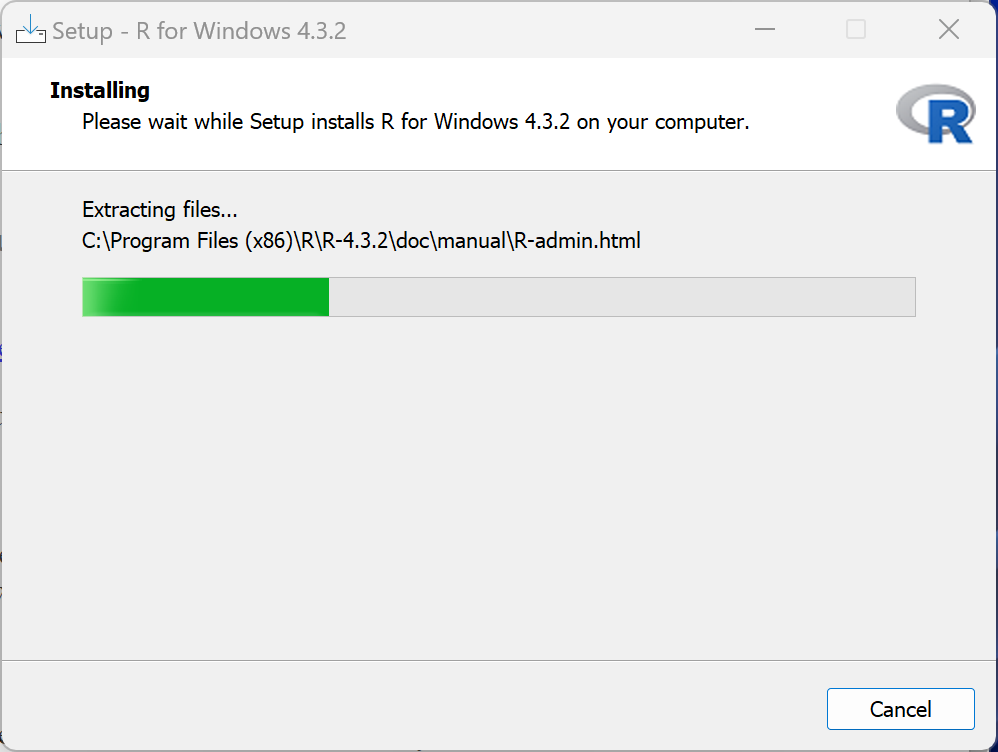 Setup - R for Windows 4.3.2
Installing
Please wait while Setup installs R for Windows 4.3.2 on your computer.
R
Extracting files...
C:\Program Files (x86)\R\R-4.3.2\doc\manual\R-admin.html
Cancel